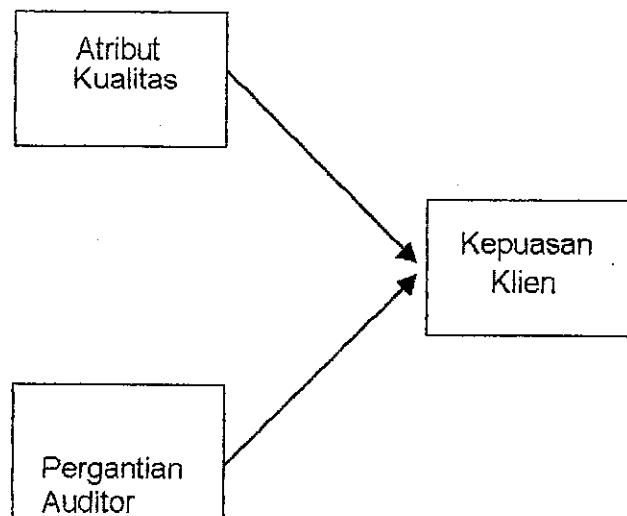 Atribut
Kualitas
Kepuasan
Klien
Pergantian
Auditor